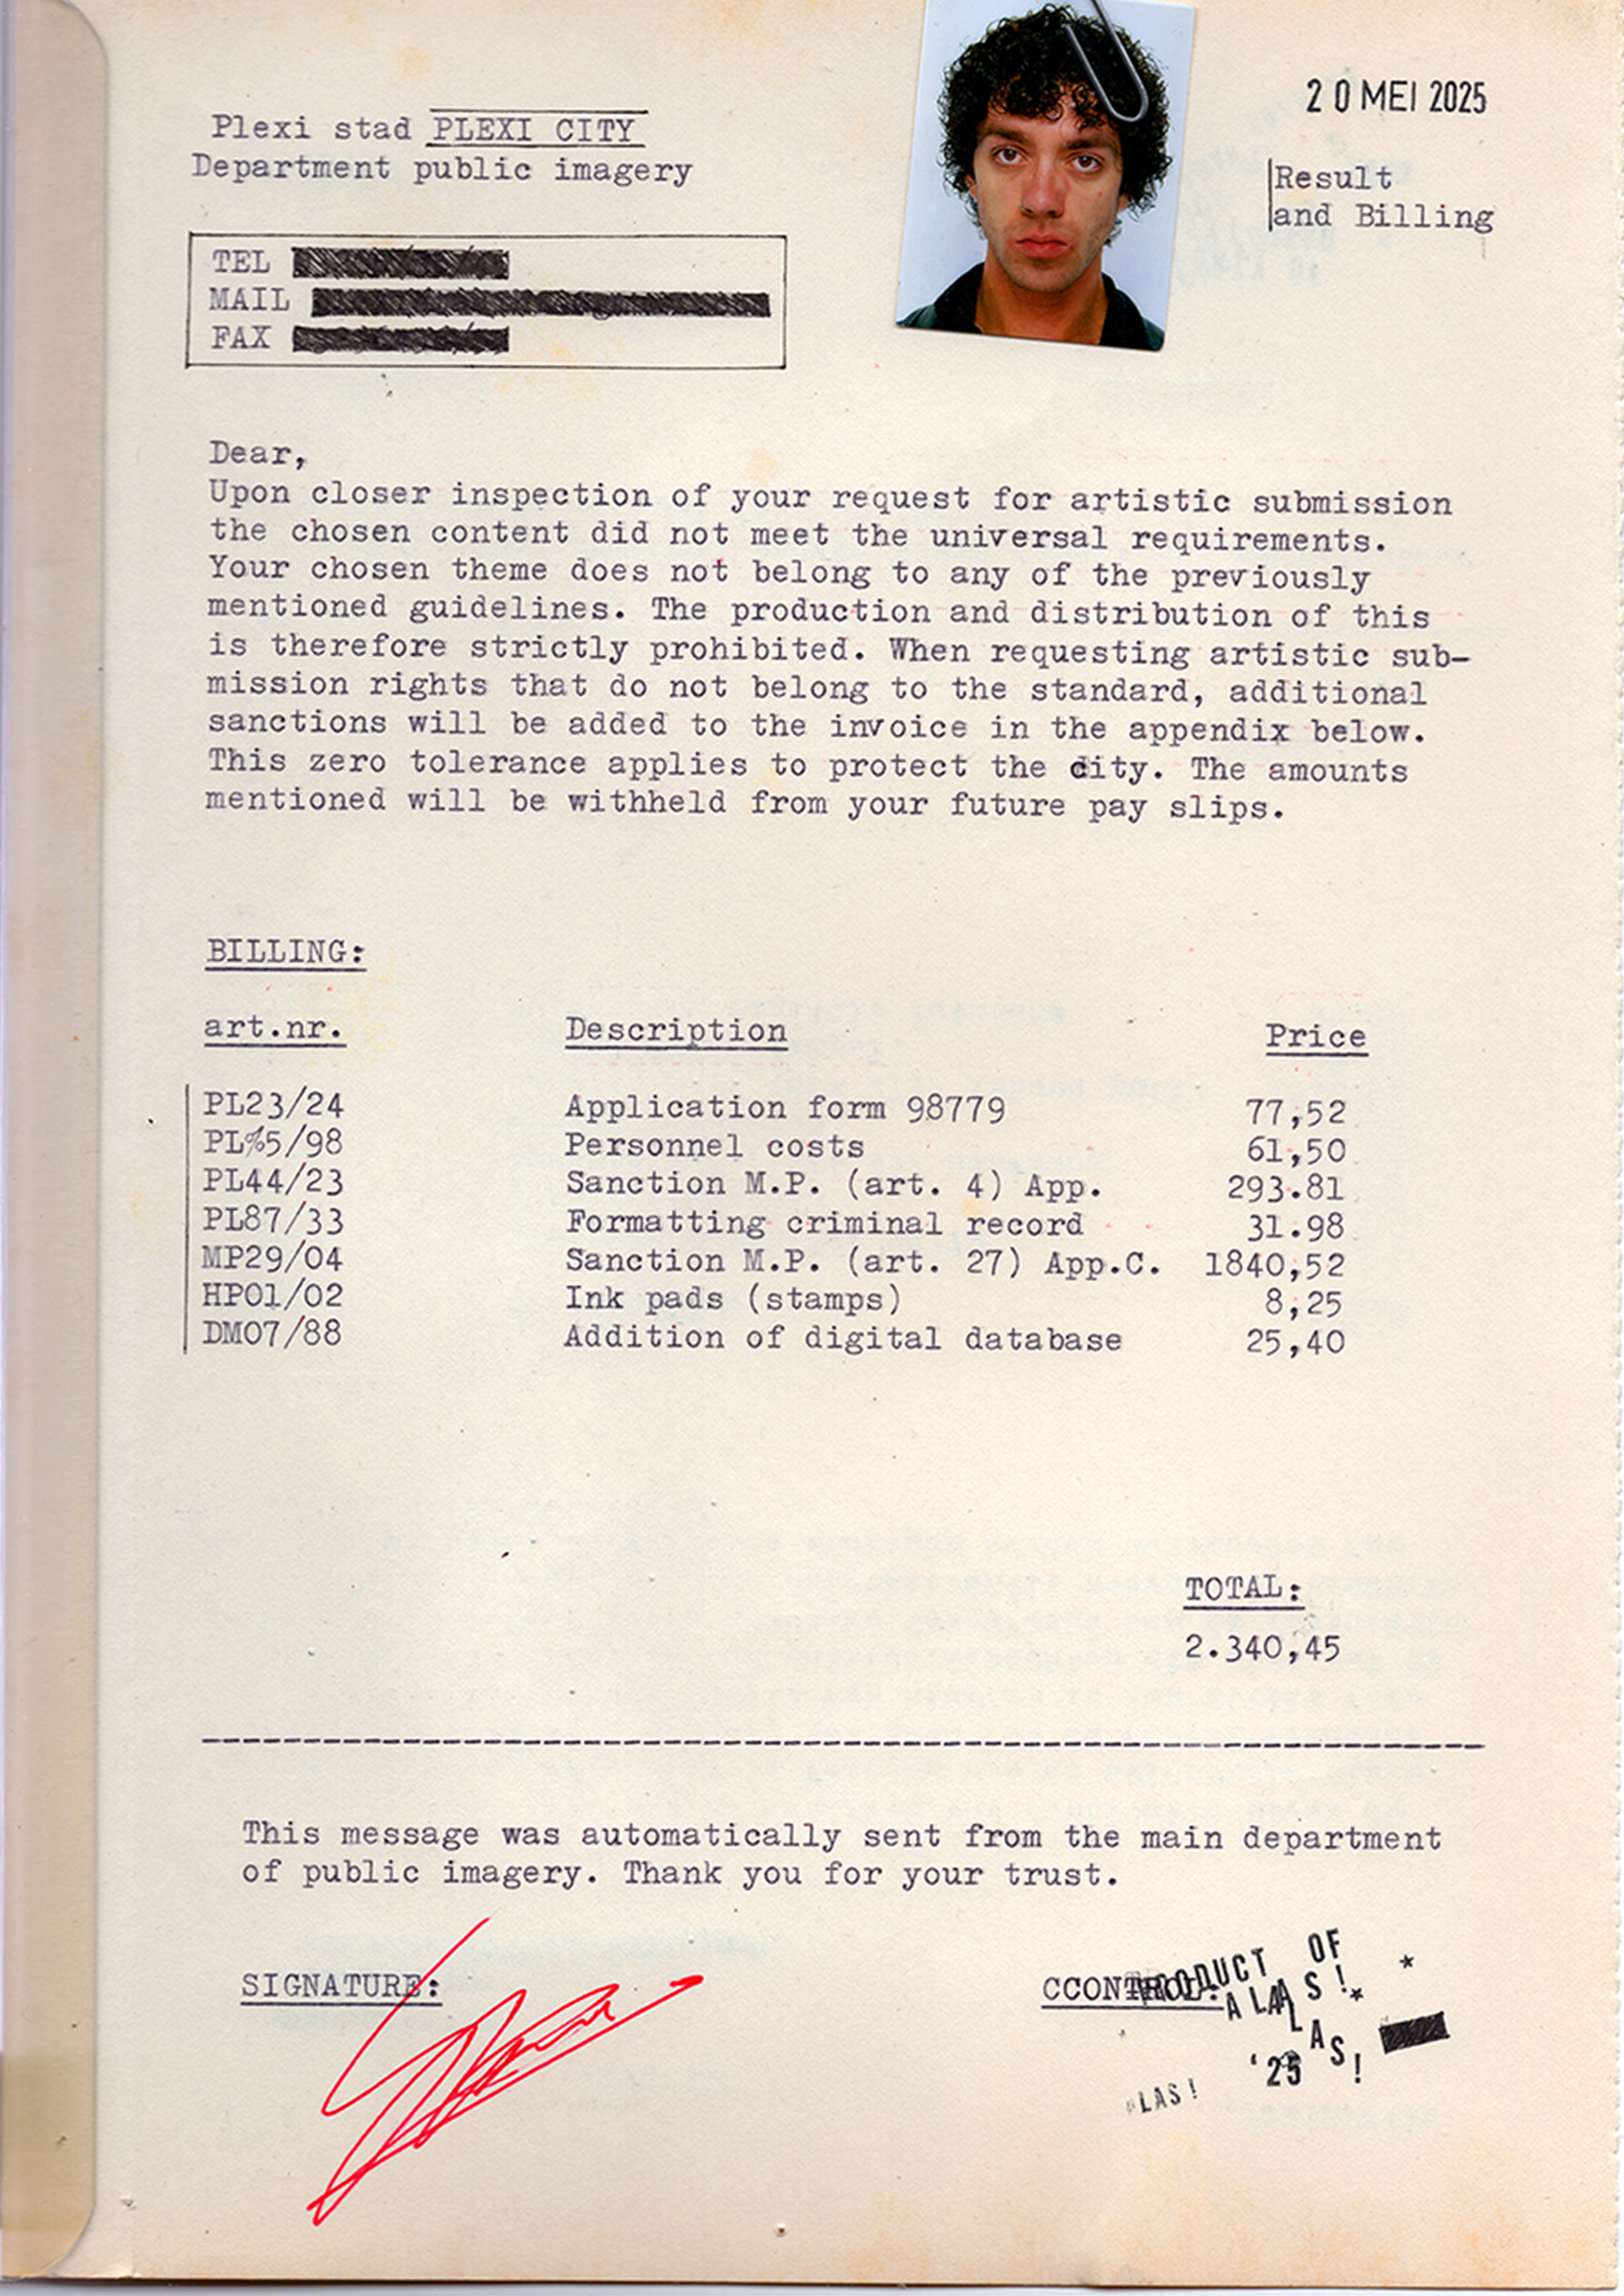 Plexi stad PLEXI CITY
Department public imagery
20 MEI 2025
Result
and Billing
TEL
MAIL
FAX
Dear,
Upon closer inspection of your request for artistic submission
the chosen content did not meet the universal requirements.
Your chosen theme does not belong to any of the previously
mentioned guidelines. The production and distribution of this
is therefore strictly prohibited. When requesting artistic sub-
mission rights that do not belong to the standard, additional
sanctions will be added to the invoice in the appendix below.
This zero tolerance applies to protect the city. The amounts
mentioned will be withheld from your future pay slips.
BILLING:
art.nr. Description Price
PL23/24 Application form 98779 77,52
PL%5/98 Personnel costs 61,50
PL44/23 Sanction M.P. (art. 4) App. 293.81
PL87/33 Formatting criminal record 31.98
MP29/04 Sanction M.P. (art. 27) App.C. 1840,52
HP01/02 Ink pads (stamps) 8,25
DM07/88 Addition of digital database 25,40
TOTAL:
2.340,45
This message was automatically sent from the main department
of public imagery. Thank you for your trust.
SIGNATURE:
CCONTROL:
PRODUCT OF
ALAS!
ALAS!
'25
LAS!